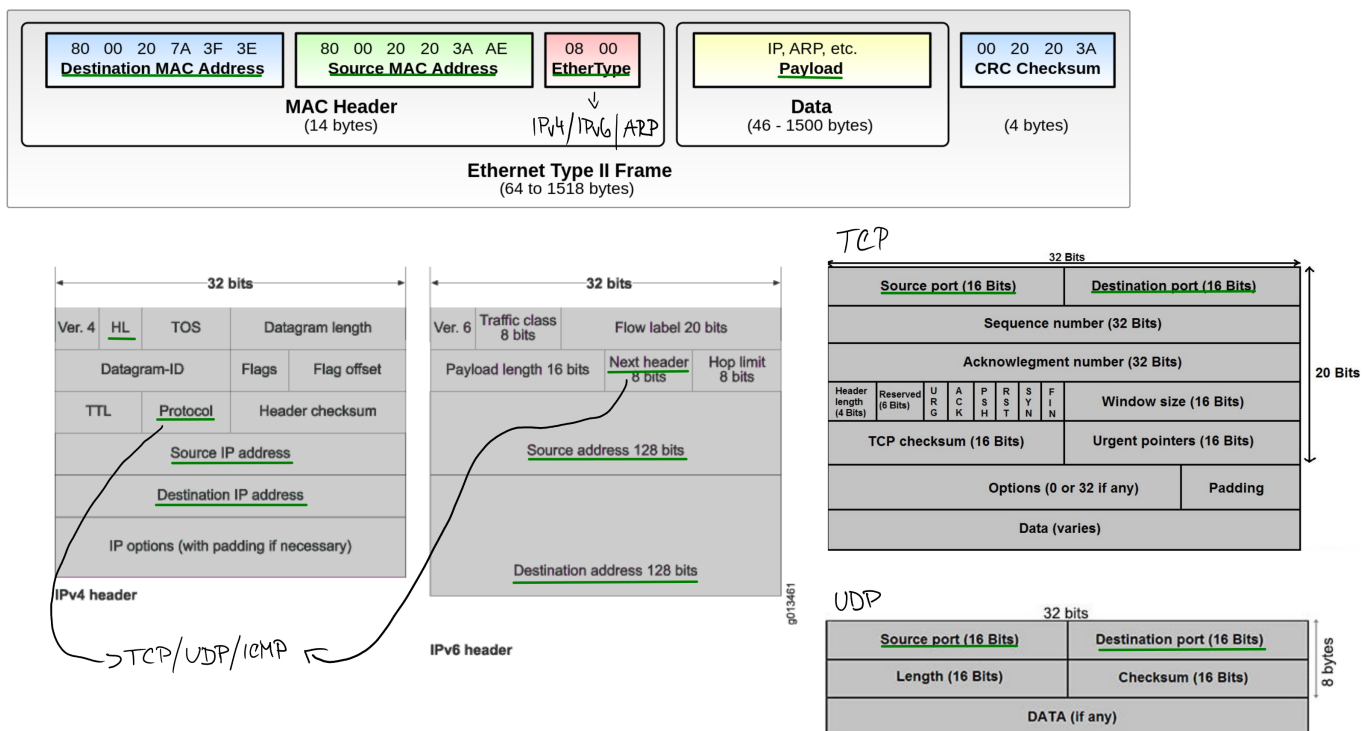 80 00 20 7A 3F 3E
Destination MAC Address
80 00 20 20 3A AE
Source MAC Address
08 00
EtherType
MAC Header
(14 bytes)
IPv4/IPv6/ARP
IP, ARP, etc.
Payload
Data
(46 - 1500 bytes)
00 20 20 3A
CRC Checksum
(4 bytes)
Ethernet Type II Frame
(64 to 1518 bytes)
32 bits
Ver. 4 HL TOS Datagram length
Datagram-ID Flags Flag offset
TTL Protocol Header checksum
Source IP address
Destination IP address
IP options (with padding if necessary)
IPv4 header
TCP/UDP/ICMP
32 bits
Ver. 6 Traffic class 8 bits Flow label 20 bits
Payload length 16 bits Next header 8 bits Hop limit 8 bits
Source address 128 bits
Destination address 128 bits
IPv6 header
g013461
TCP
32 Bits
Source port (16 Bits) Destination port (16 Bits)
Sequence number (32 Bits)
Acknowlegment number (32 Bits)
Header length (4 Bits) Reserved (6 Bits) URG ACK PSH RST SYN FIN Window size (16 Bits)
TCP checksum (16 Bits) Urgent pointers (16 Bits)
20 Bits
Options (0 or 32 if any) Padding
Data (varies)
UDP
32 bits
Source port (16 Bits) Destination port (16 Bits)
Length (16 Bits) Checksum (16 Bits)
8 bytes
DATA (if any)